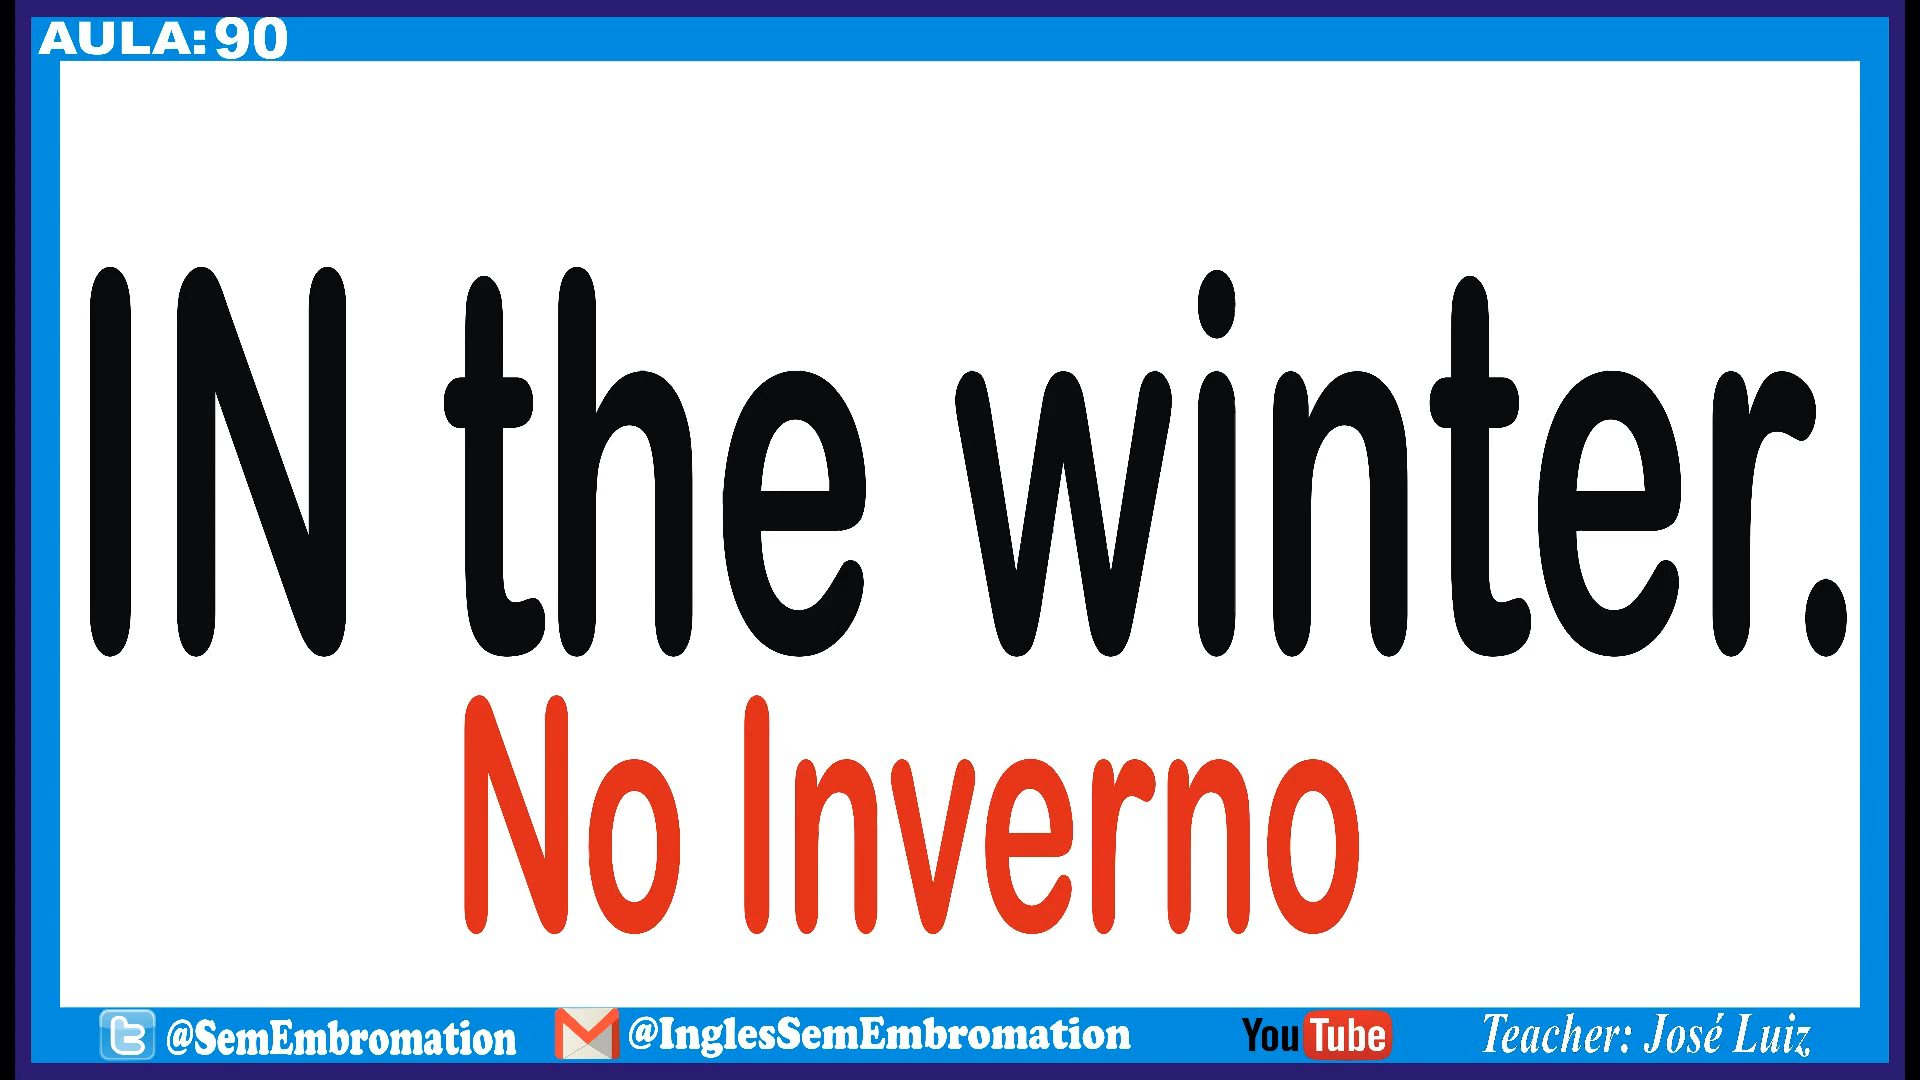 AULA: 90
IN the winter.
No Inverno
@SemEmbromation @InglesSemEmbromation YouTube Teacher: José Luiz